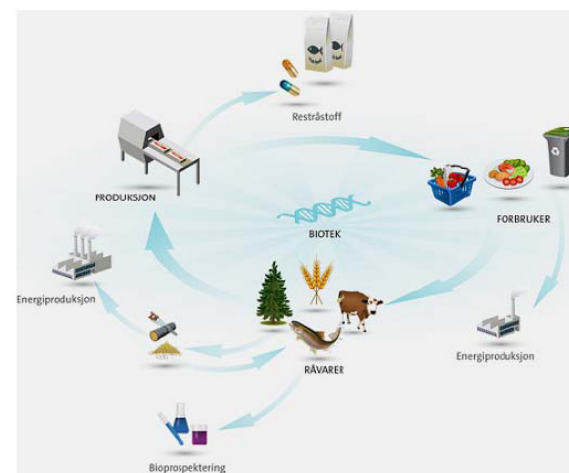 Restråstoff
PRODUKSJON
BIOTEK
FORBRUKER
Energiproduksjon
RÅVARER
Energiproduksjon
Bioprospektering